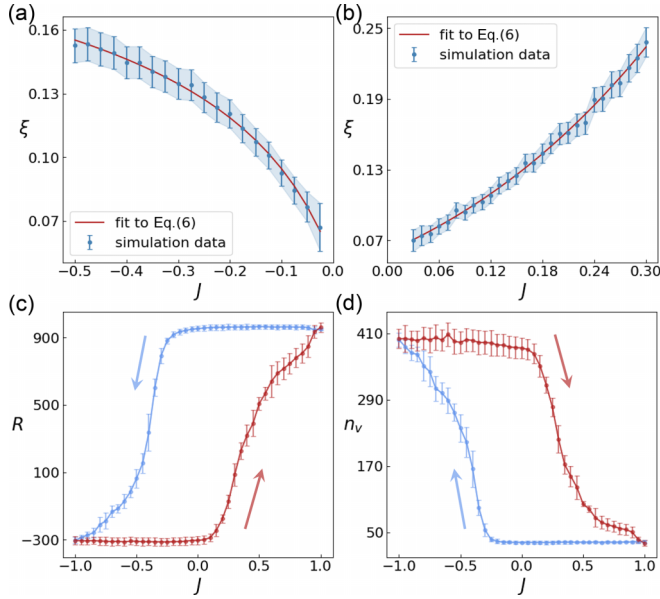 (a)
0.16
0.13
0.10
0.07
ξ
fit to Eq.(6)
simulation data
−0.5 −0.4 −0.3 −0.2 −0.1 0.0
J
(b)
0.25
0.19
0.13
0.07
ξ
fit to Eq.(6)
simulation data
0.00 0.06 0.12 0.18 0.24 0.30
J
(c)
900
500
100
−300
R
−1.0 −0.5 0.0 0.5 1.0
J
(d)
410
290
170
50
n_v
−1.0 −0.5 0.0 0.5 1.0
J